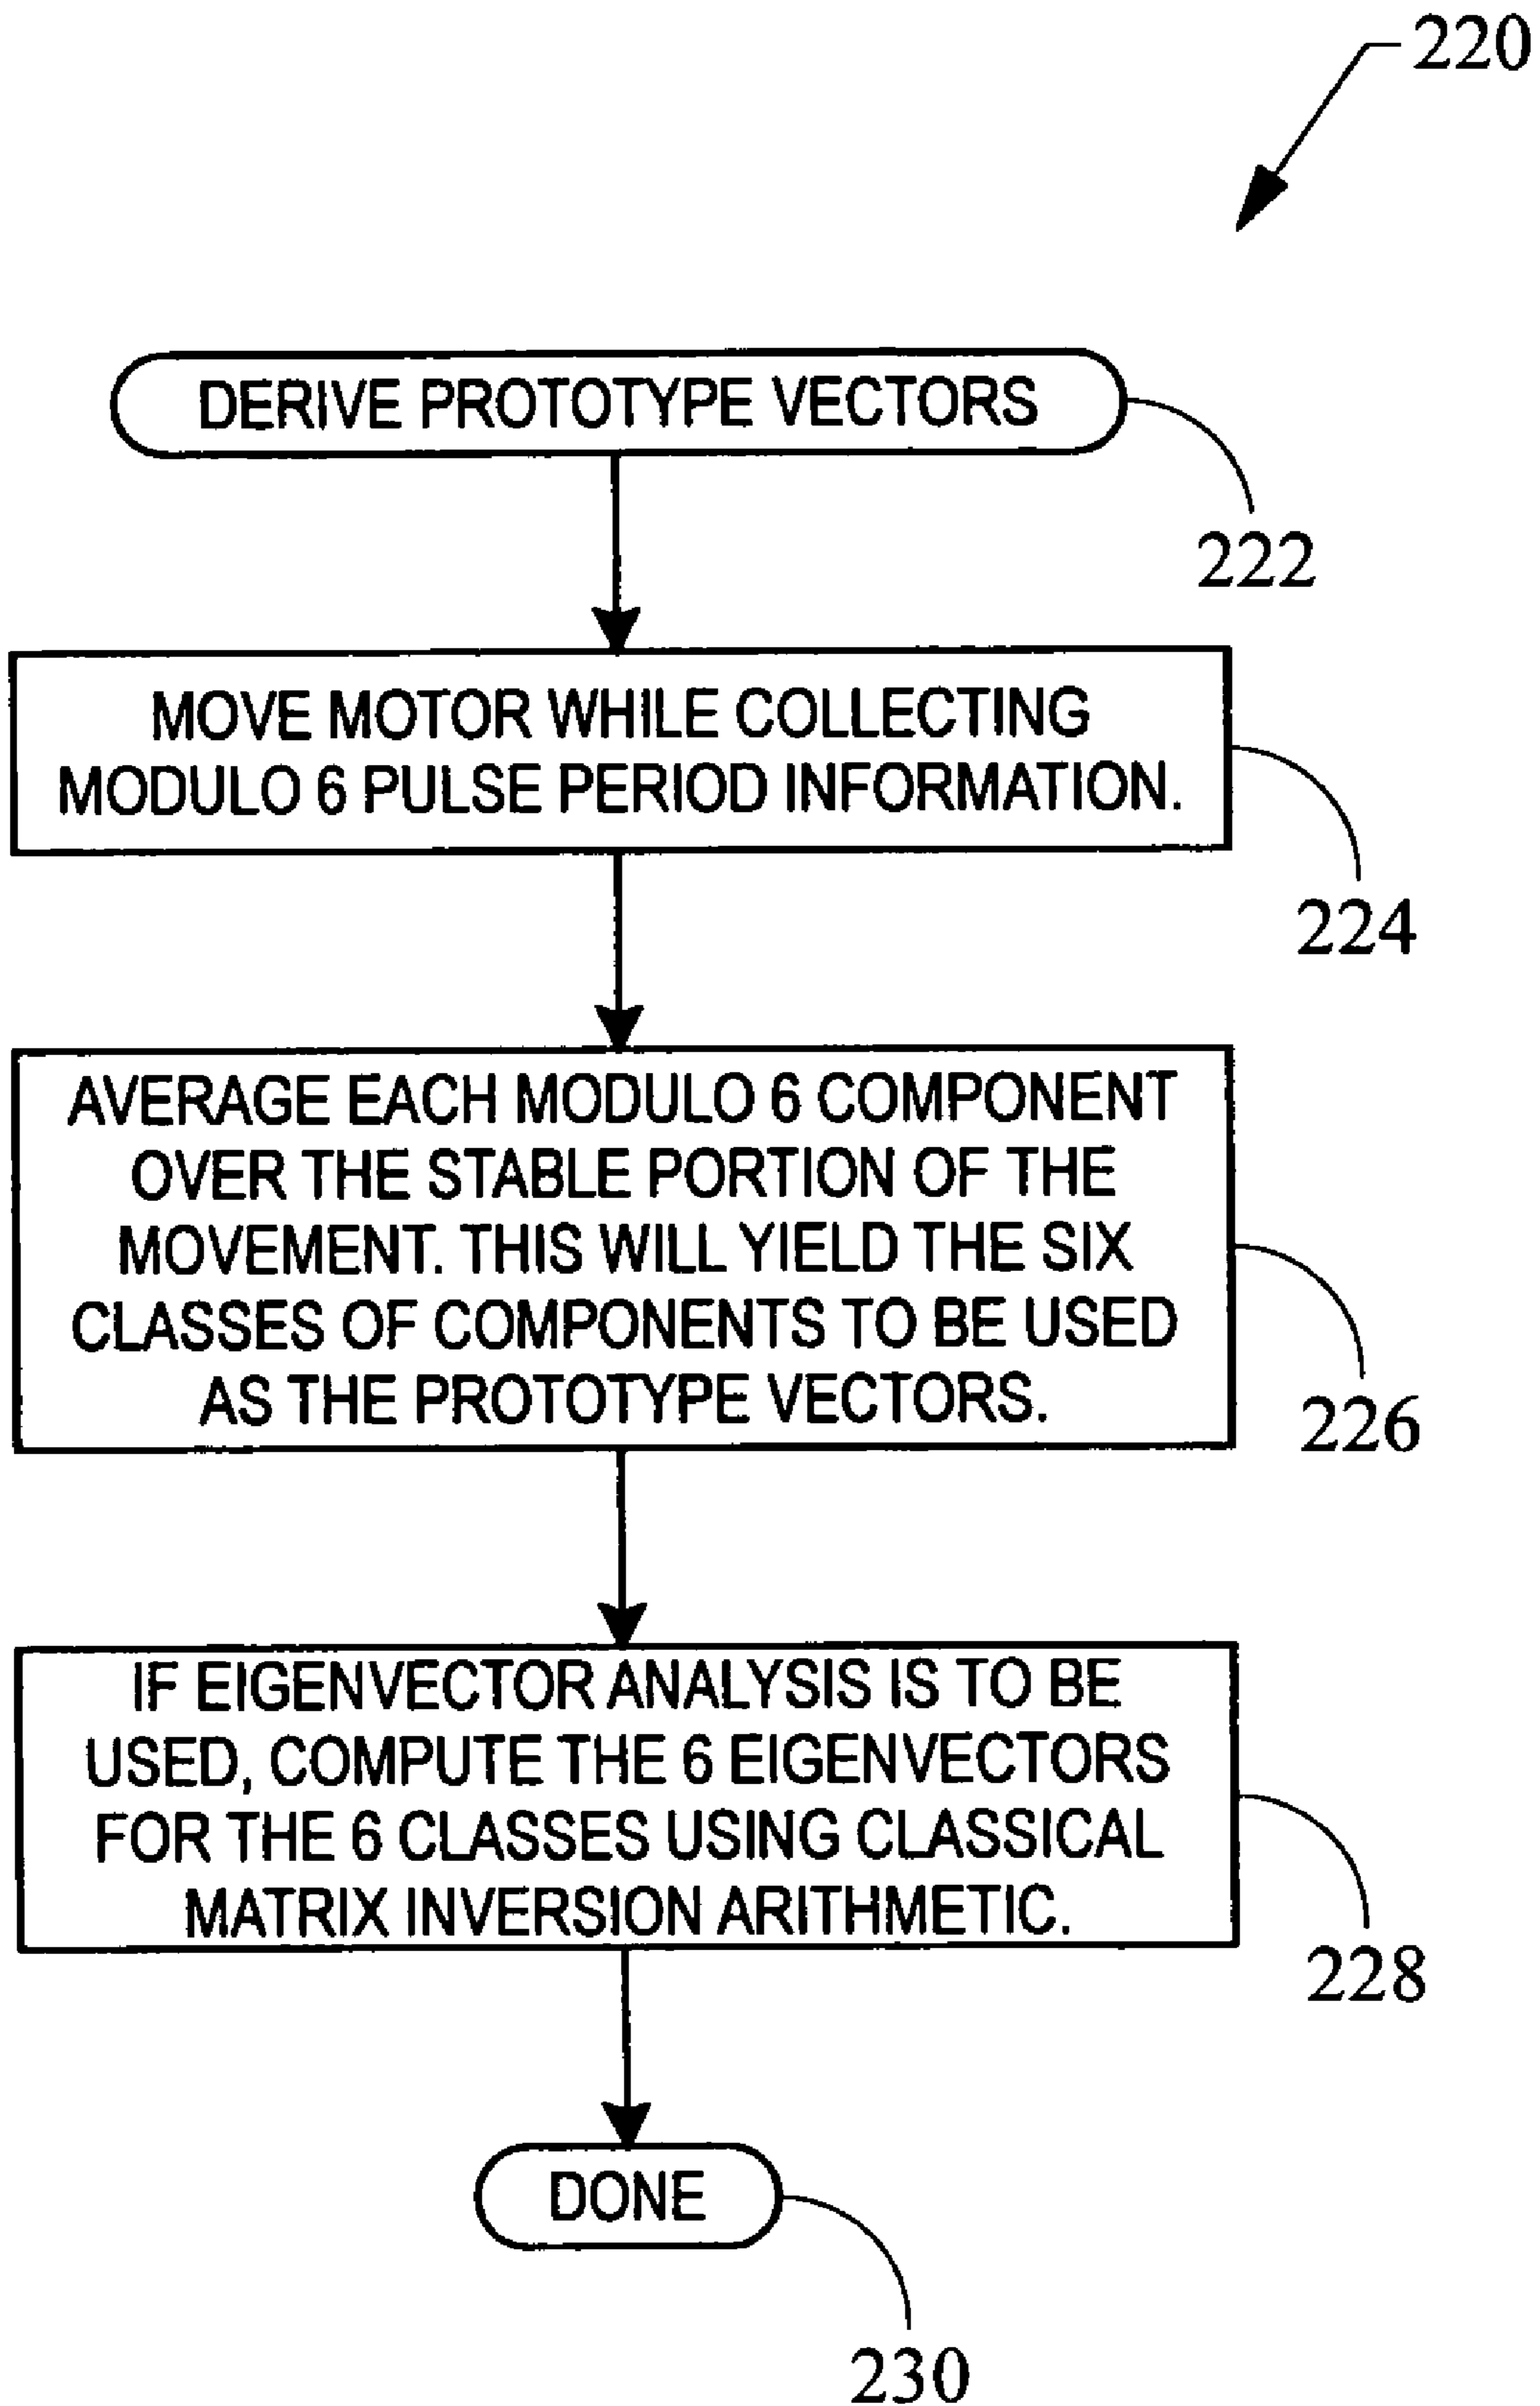 220
DERIVE PROTOTYPE VECTORS
222
MOVE MOTOR WHILE COLLECTING
MODULO 6 PULSE PERIOD INFORMATION.
224
AVERAGE EACH MODULO 6 COMPONENT
OVER THE STABLE PORTION OF THE
MOVEMENT. THIS WILL YIELD THE SIX
CLASSES OF COMPONENTS TO BE USED
AS THE PROTOTYPE VECTORS.
226
IF EIGENVECTOR ANALYSIS IS TO BE
USED, COMPUTE THE 6 EIGENVECTORS
FOR THE 6 CLASSES USING CLASSICAL
MATRIX INVERSION ARITHMETIC.
228
DONE
230